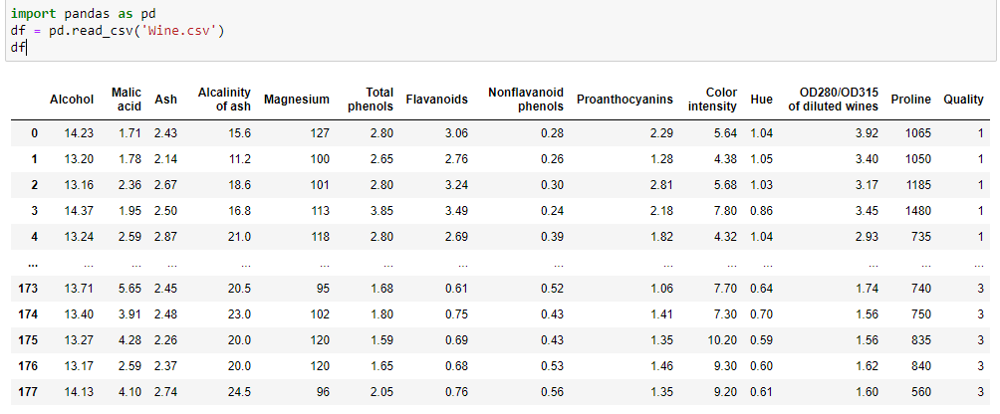 import pandas as pd
df = pd.read_csv('Wine.csv')
df
Alcohol Malic acid Ash Alcalinity of ash Magnesium Total phenols Flavanoids Nonflavanoid phenols Proanthocyanins Color intensity Hue OD280/OD315 of diluted wines Proline Quality
0 14.23 1.71 2.43 15.6 127 2.80 3.06 0.28 2.29 5.64 1.04 3.92 1065 1
1 13.20 1.78 2.14 11.2 100 2.65 2.76 0.26 1.28 4.38 1.05 3.40 1050 1
2 13.16 2.36 2.67 18.6 101 2.80 3.24 0.30 2.81 5.68 1.03 3.17 1185 1
3 14.37 1.95 2.50 16.8 113 3.85 3.49 0.24 2.18 7.80 0.86 3.45 1480 1
4 13.24 2.59 2.87 21.0 118 2.80 2.69 0.39 1.82 4.32 1.04 2.93 735 1
... ... ... ... ... ... ... ... ... ... ... ... ... ... ...
173 13.71 5.65 2.45 20.5 95 1.68 0.61 0.52 1.06 7.70 0.64 1.74 740 3
174 13.40 3.91 2.48 23.0 102 1.80 0.75 0.43 1.41 7.30 0.70 1.56 750 3
175 13.27 4.28 2.26 20.0 120 1.59 0.69 0.43 1.35 10.20 0.59 1.56 835 3
176 13.17 2.59 2.37 20.0 120 1.65 0.68 0.53 1.46 9.30 0.60 1.62 840 3
177 14.13 4.10 2.74 24.5 96 2.05 0.76 0.56 1.35 9.20 0.61 1.60 560 3